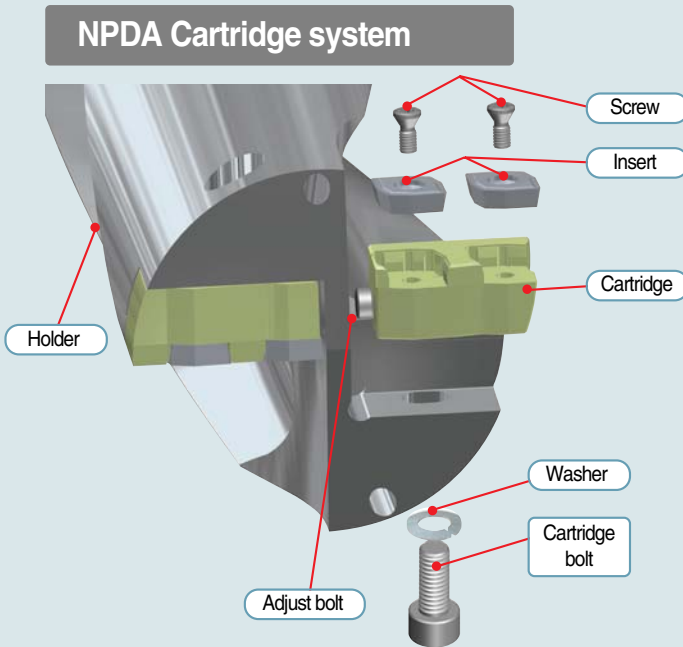 NPDA Cartridge system
Screw
Insert
Cartridge
Holder
Washer
Cartridge
bolt
Adjust bolt